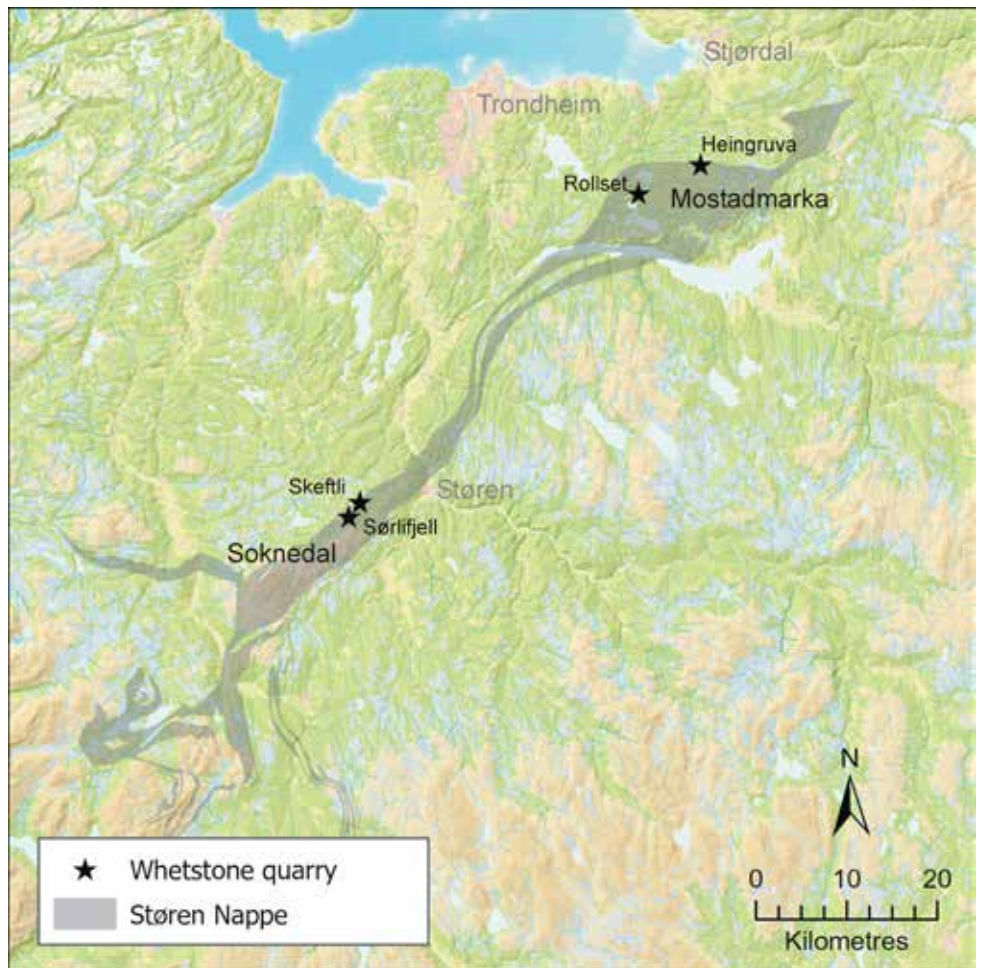 Stjørdal
Trondheim
Heingruva
Rollset
Mostadmarka
Skeftli
Støren
Sørlifjell
Soknedal
N
Whetstone quarry
Støren Nappe
0 10 20
Kilometres